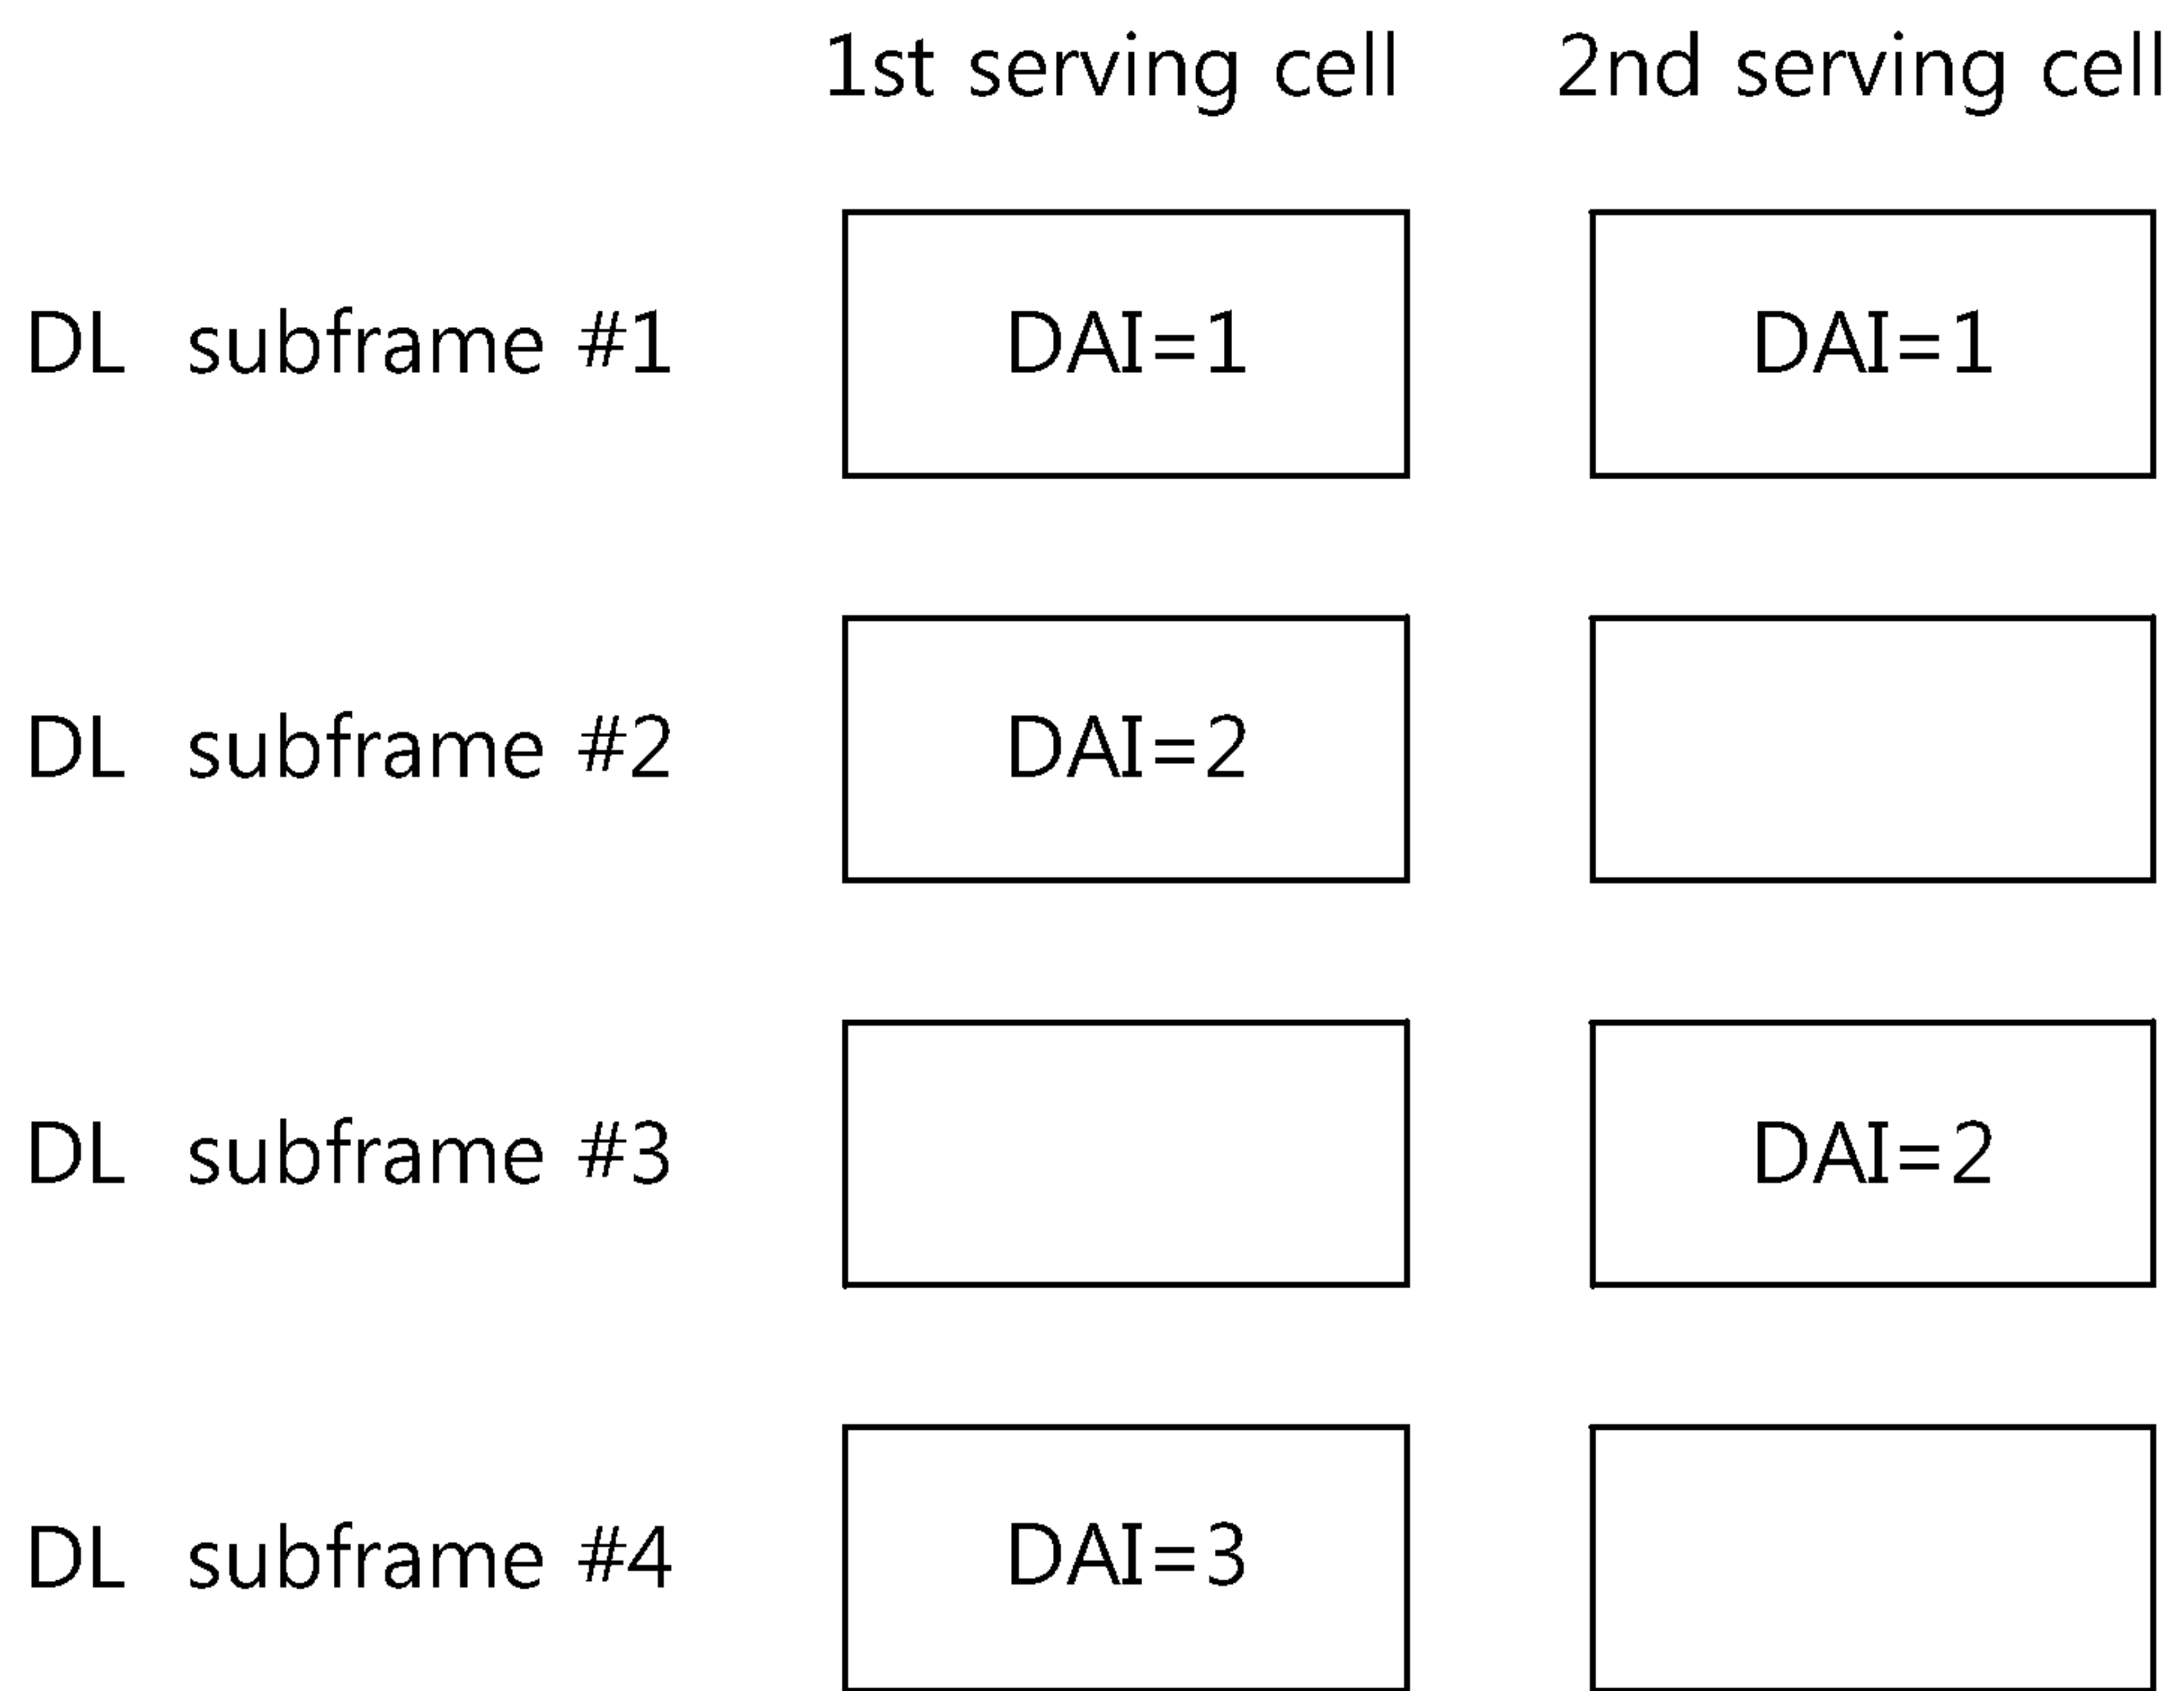 1st serving cell 2nd serving cell
DL subframe #1 DAI=1 DAI=1
DL subframe #2 DAI=2
DL subframe #3 DAI=2
DL subframe #4 DAI=3